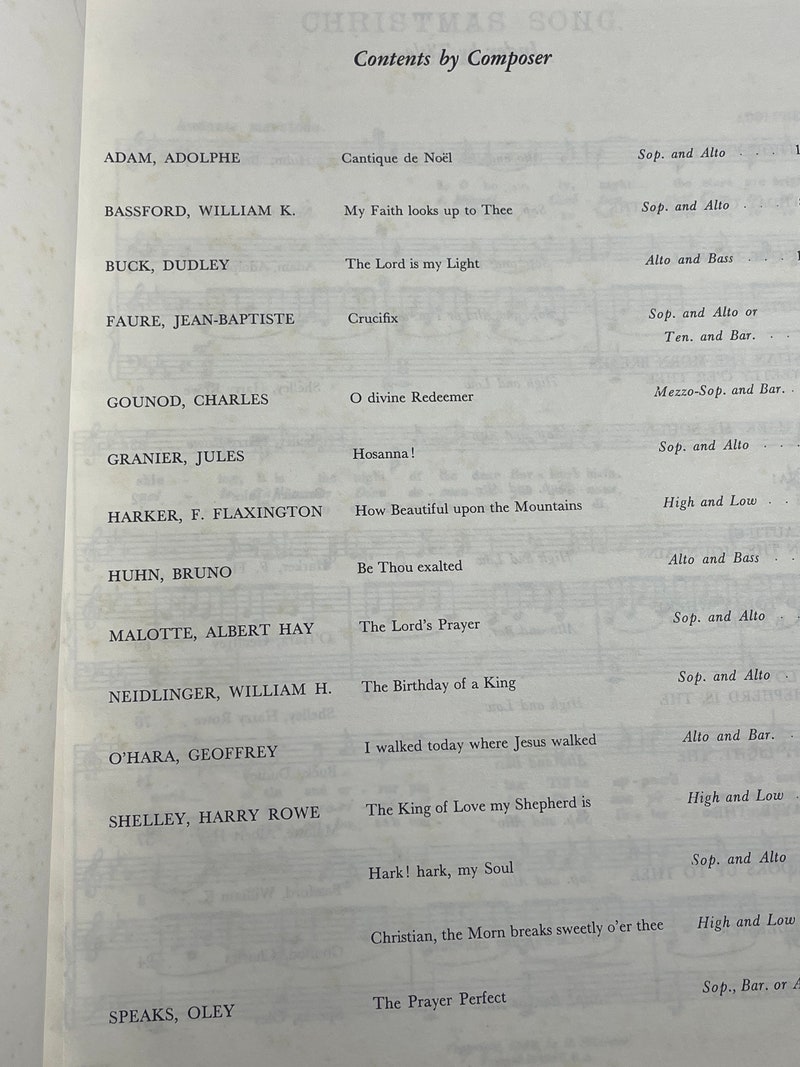 CHRISTMAS SONG.
Contents by Composer
ADAM, ADOLPHE Cantique de Noël Sop. and Alto . . . 1
BASSFORD, WILLIAM K. My Faith looks up to Thee Sop. and Alto . . .
BUCK, DUDLEY The Lord is my Light Alto and Bass . . . 1
FAURE, JEAN-BAPTISTE Crucifix Sop. and Alto or
Ten. and Bar. . .
GOUNOD, CHARLES O divine Redeemer Mezzo-Sop. and Bar. .
GRANIER, JULES Hosanna! Sop. and Alto . . .
HARKER, F. FLAXINGTON How Beautiful upon the Mountains High and Low . .
HUHN, BRUNO Be Thou exalted Alto and Bass . .
MALOTTE, ALBERT HAY The Lord's Prayer Sop. and Alto . .
NEIDLINGER, WILLIAM H. The Birthday of a King Sop. and Alto .
O'HARA, GEOFFREY I walked today where Jesus walked Alto and Bar. .
SHELLEY, HARRY ROWE The King of Love my Shepherd is High and Low .
Hark! hark, my Soul Sop. and Alto
Christian, the Morn breaks sweetly o'er thee High and Low
SPEAKS, OLEY The Prayer Perfect Sop., Bar. or A